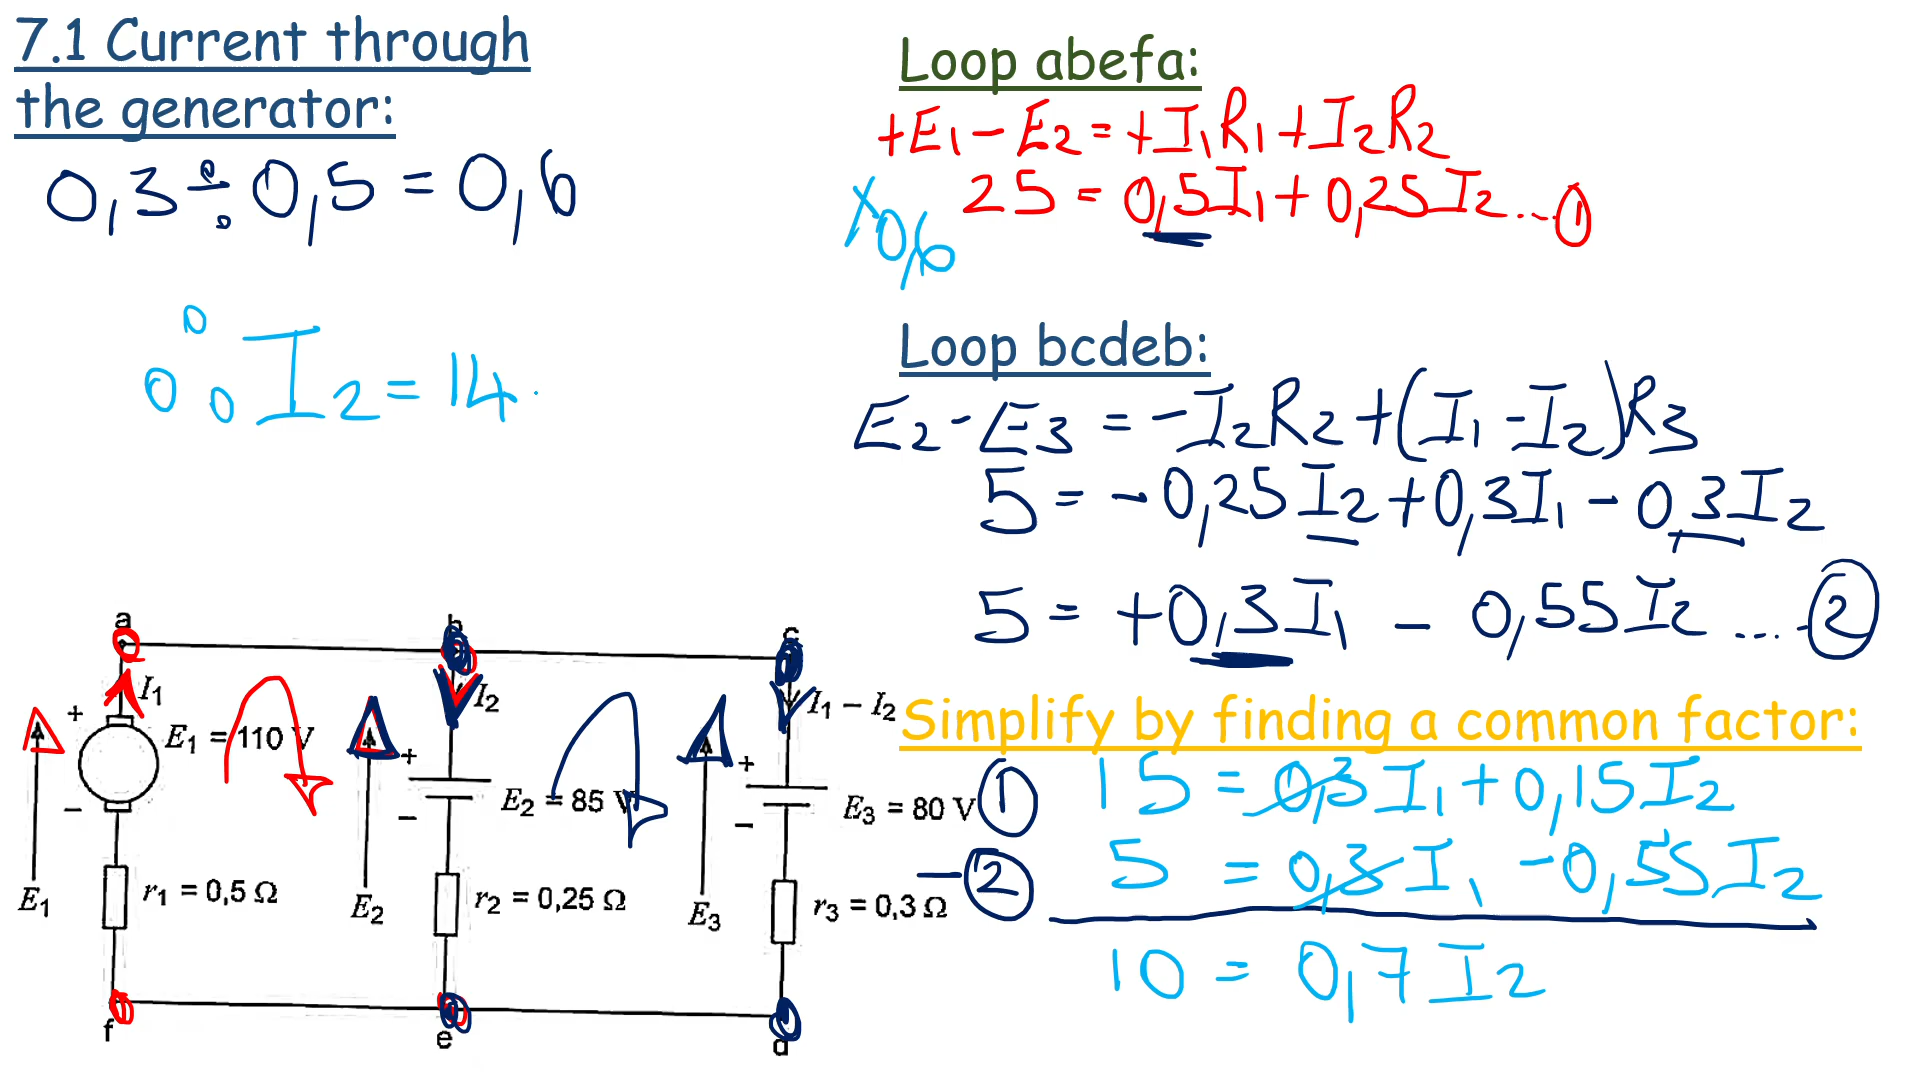 7.1 Current through
the generator:
0,3 ÷ 0,5 = 0,6
∴ I2 = 14.
Loop abefa:
+E1 - E2 = +I1R1 + I2R2
x0,6
25 = 0,5I1 + 0,25I2 ... ①
Loop bcdeb:
E2 - E3 = -I2R2 + (I1 - I2)R3
5 = -0,25I2 + 0,3I1 - 0,3I2
5 = +0,3I1 - 0,55I2 .... ②
Simplify by finding a common factor:
① 15 = 0,3I1 + 0,15I2
-② 5 = 0,3I1 - 0,55I2
10 = 0,7I2
a
b
c
I1
I2
I1 − I2
+
E1 = 110 V
−
+
E2 = 85 V
−
+
E3 = 80 V
−
E1
r1 = 0,5 Ω
E2
r2 = 0,25 Ω
E3
r3 = 0,3 Ω
f
e
d